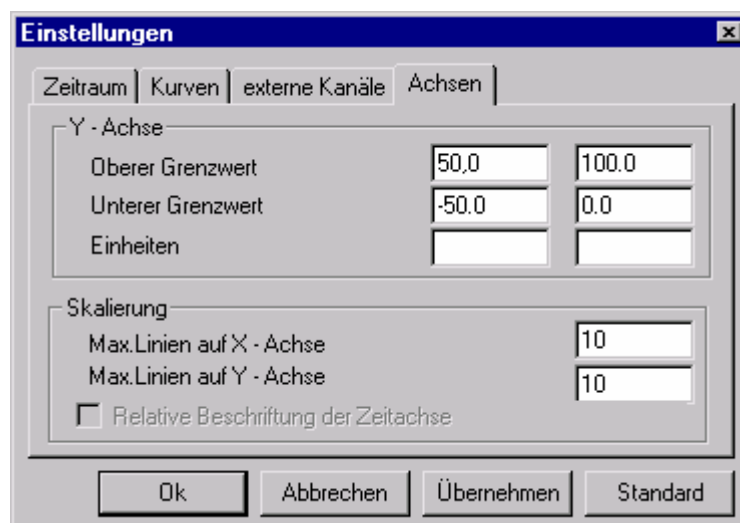 Einstellungen
Zeitraum Kurven externe Kanäle Achsen
Y - Achse
Oberer Grenzwert 50,0 100.0
Unterer Grenzwert -50.0 0.0
Einheiten
Skalierung
Max.Linien auf X - Achse 10
Max.Linien auf Y - Achse 10
Relative Beschriftung der Zeitachse
Ok Abbrechen Übernehmen Standard